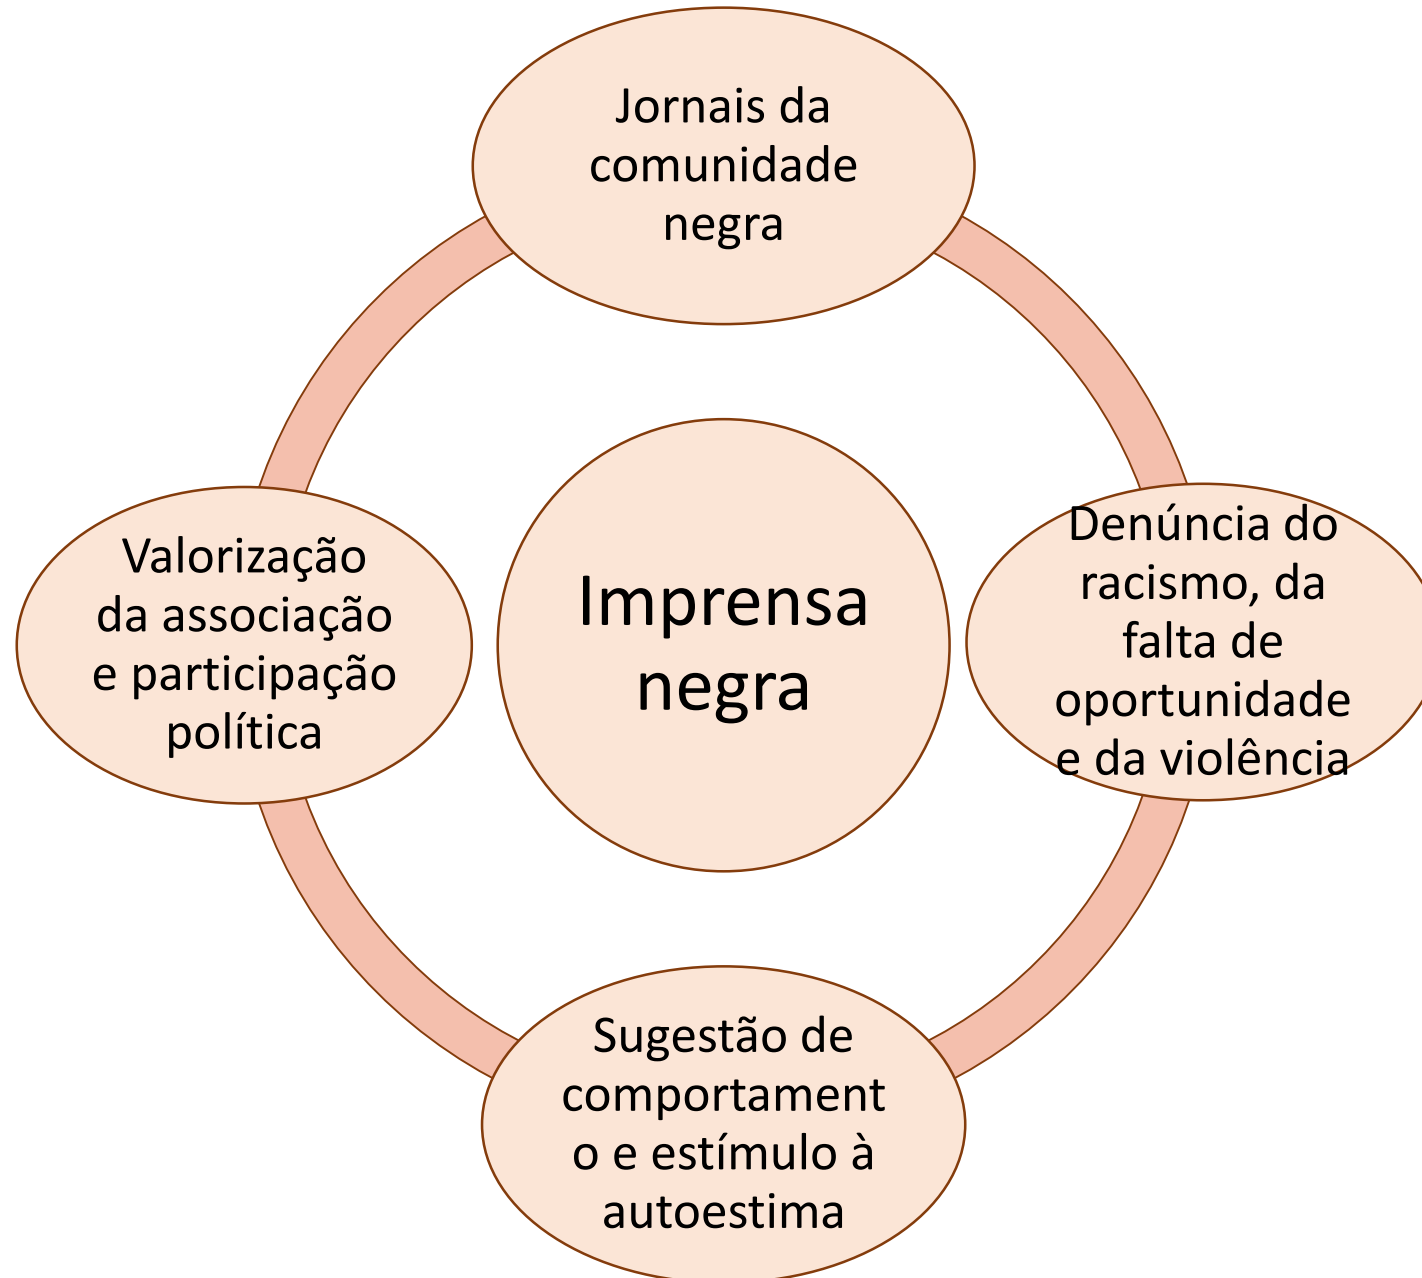 Jornais da
comunidade
negra
Valorização
da associação
e participação
política
Imprensa
negra
Denúncia do
racismo, da
falta de
oportunidade
e da violência
Sugestão de
comportament
o e estímulo à
autoestima